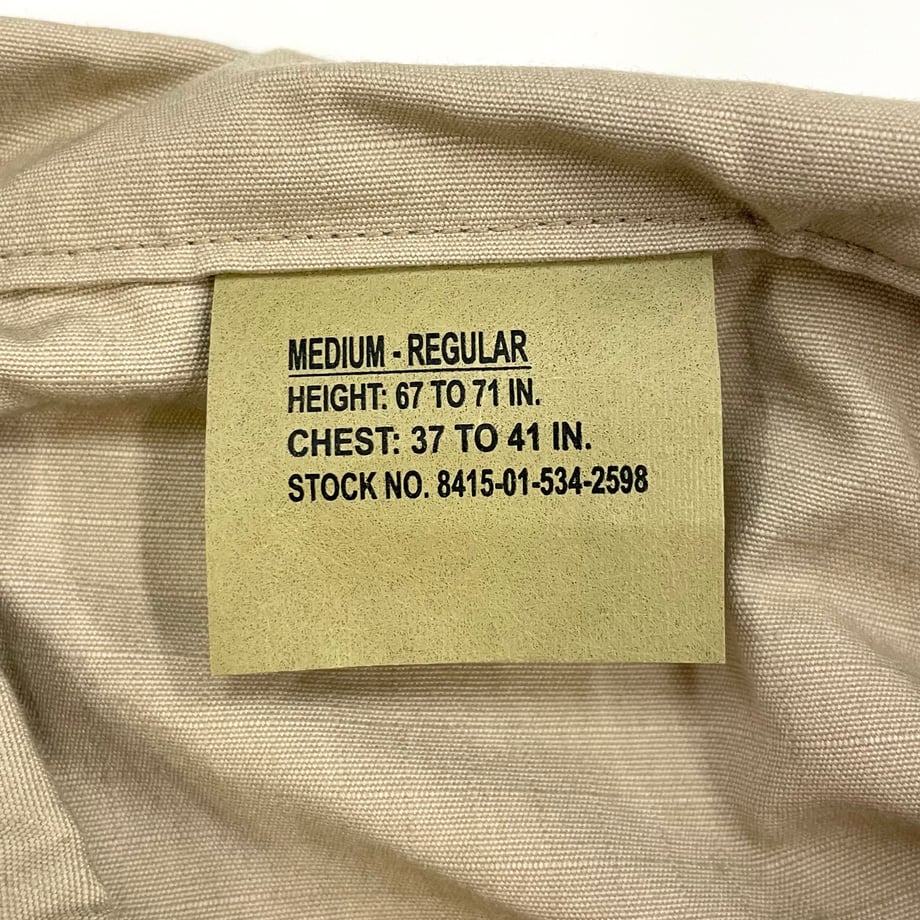 MEDIUM - REGULAR
HEIGHT: 67 TO 71 IN.
CHEST: 37 TO 41 IN.
STOCK NO. 8415-01-534-2598